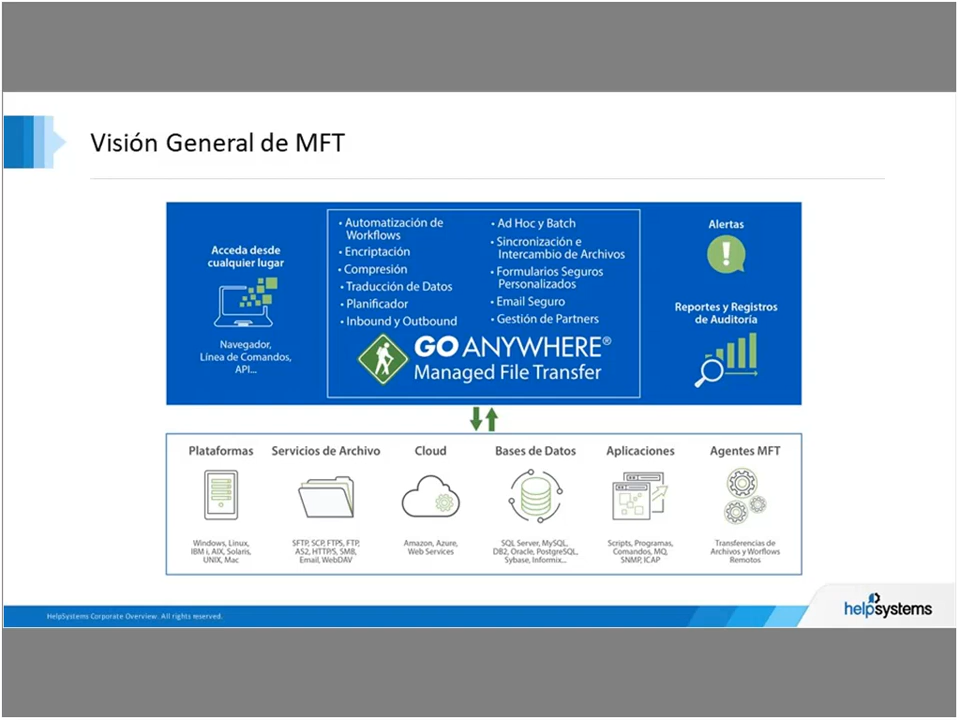 Visión General de MFT
Acceda desde
cualquier lugar
Navegador,
Línea de Comandos,
API...
• Automatización de
Workflows
• Encriptación
• Compresión
• Traducción de Datos
• Planificador
• Inbound y Outbound
• Ad Hoc y Batch
• Sincronización e
Intercambio de Archivos
• Formularios Seguros
Personalizados
• Email Seguro
• Gestión de Partners
GO ANYWHERE®
Managed File Transfer
Alertas
Reportes y Registros
de Auditoría
Plataformas
Windows, Linux,
IBM i, AIX, Solaris,
UNIX, Mac
Servicios de Archivo
SFTP, SCP, FTPS, FTP,
AS2, HTTP/S, SMB,
Email, WebDAV
Cloud
Amazon, Azure,
Web Services
Bases de Datos
SQL Server, MySQL,
DB2, Oracle, PostgreSQL,
Sybase, Informix...
Aplicaciones
Scripts, Programas,
Comandos, MQ,
SNMP, ICAP
Agentes MFT
Transferencias de
Archivos y Worflows
Remotos
HelpSystems Corporate Overview. All rights reserved.
helpsystems